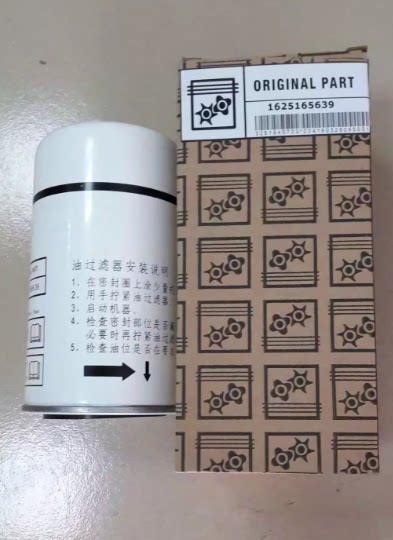 ORIGINAL PART
1625165639
油过滤器安装说明
1. 在密封圈上涂少量
2. 用手拧紧油过滤器
3. 启动机器.
4. 检查密封部位是否
必要时再拧紧油过滤
5. 检查油位是否在